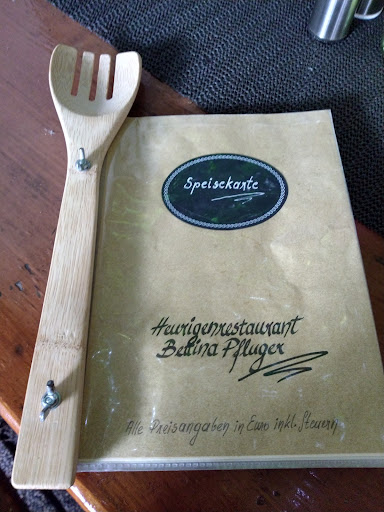 Speisekarte
Heurigenrestaurant
Bettina Pfluger
Alle Preisangaben in Euro inkl. Steuern